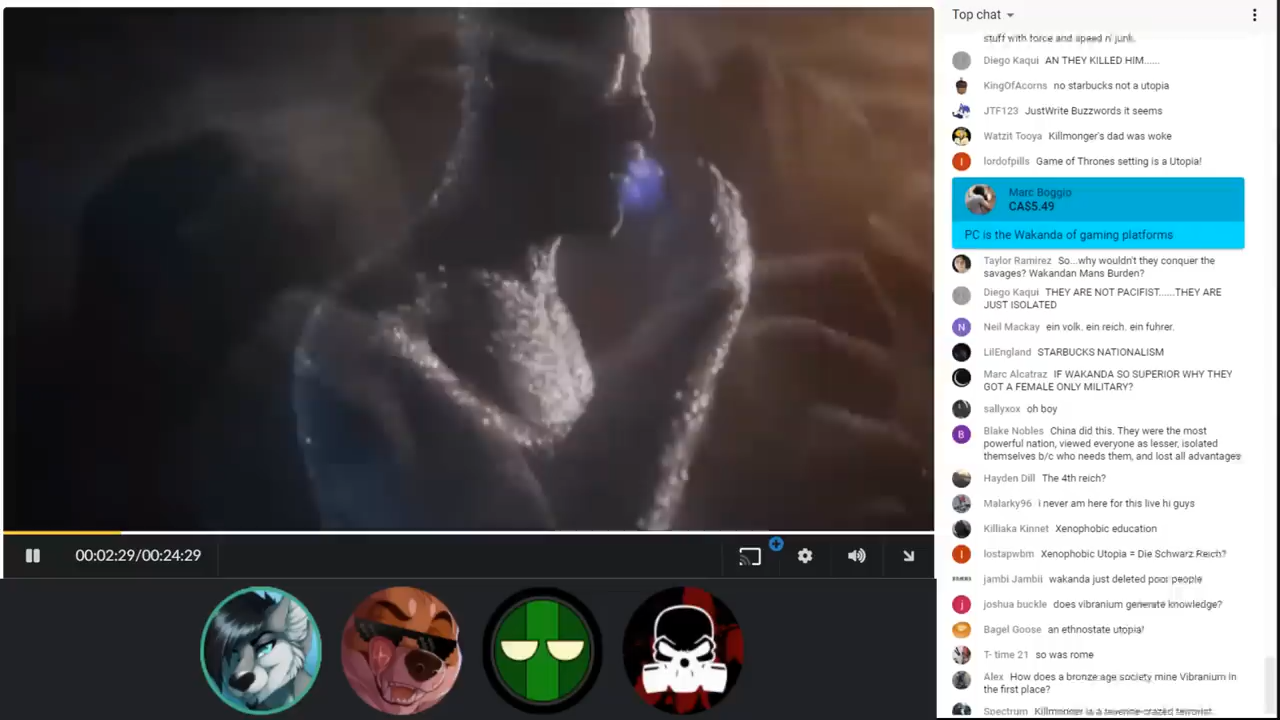 Top chat
stuff with force and speed n' junk.
Diego Kaqui AN THEY KILLED HIM......
KingOfAcorns no starbucks not a utopia
JTF123 JustWrite Buzzwords it seems
Watzit Tooya Killmonger's dad was woke
lordofpills Game of Thrones setting is a Utopia!
Marc Boggio
CA$5.49
PC is the Wakanda of gaming platforms
Taylor Ramirez So...why wouldn't they conquer the
savages? Wakandan Mans Burden?
Diego Kaqui THEY ARE NOT PACIFIST......THEY ARE
JUST ISOLATED
N Neil Mackay ein volk. ein reich. ein fuhrer.
LilEngland STARBUCKS NATIONALISM
Marc Alcatraz IF WAKANDA SO SUPERIOR WHY THEY
GOT A FEMALE ONLY MILITARY?
sallyxox oh boy
B Blake Nobles China did this. They were the most
powerful nation, viewed everyone as lesser, isolated
themselves b/c who needs them, and lost all advantages
Hayden Dill The 4th reich?
Malarky96 i never am here for this live hi guys
Killiaka Kinnet Xenophobic education
lostapwbm Xenophobic Utopia = Die Schwarz Reich?
jambi Jambii wakanda just deleted poor people
j joshua buckle does vibranium generate knowledge?
Bagel Goose an ethnostate utopia!
T- time 21 so was rome
Alex How does a bronze age society mine Vibranium in
the first place?
Spectrum Killmonger is a revenge crazed terrorist
00:02:29/00:24:29